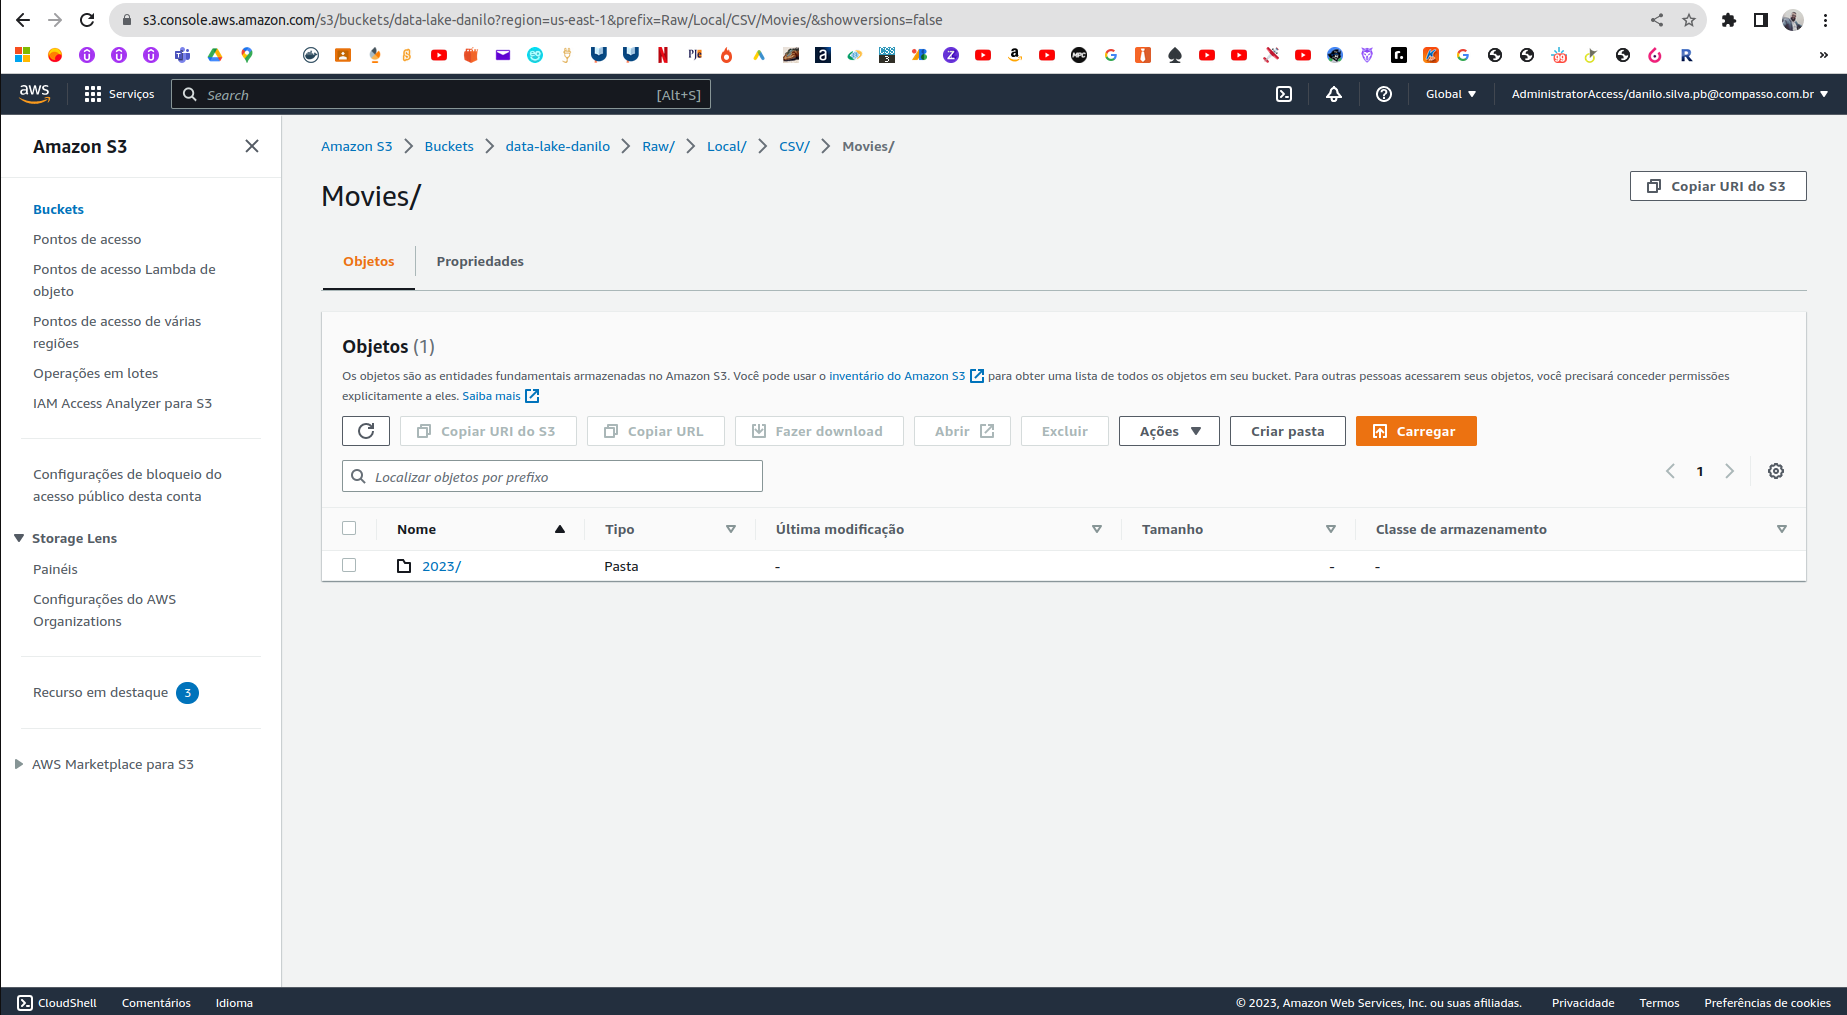 s3.console.aws.amazon.com/s3/buckets/data-lake-danilo?region=us-east-1&prefix=Raw/Local/CSV/Movies/&showversions=false
aws Serviços Search [Alt+S] Global AdministratorAccess/danilo.silva.pb@compasso.com.br
Amazon S3
Buckets
Pontos de acesso
Pontos de acesso Lambda de
objeto
Pontos de acesso de várias
regiões
Operações em lotes
IAM Access Analyzer para S3
Configurações de bloqueio do
acesso público desta conta
Storage Lens
Painéis
Configurações do AWS
Organizations
Recurso em destaque 3
AWS Marketplace para S3
Amazon S3 Buckets data-lake-danilo Raw/ Local/ CSV/ Movies/
Movies/
Copiar URI do S3
Objetos Propriedades
Objetos (1)
Os objetos são as entidades fundamentais armazenadas no Amazon S3. Você pode usar o inventário do Amazon S3 para obter uma lista de todos os objetos em seu bucket. Para outras pessoas acessarem seus objetos, você precisará conceder permissões
explicitamente a eles. Saiba mais
Copiar URI do S3 Copiar URL Fazer download Abrir Excluir Ações Criar pasta Carregar
Localizar objetos por prefixo
1
Nome Tipo Última modificação Tamanho Classe de armazenamento
2023/ Pasta - - -
CloudShell Comentários Idioma © 2023, Amazon Web Services, Inc. ou suas afiliadas. Privacidade Termos Preferências de cookies